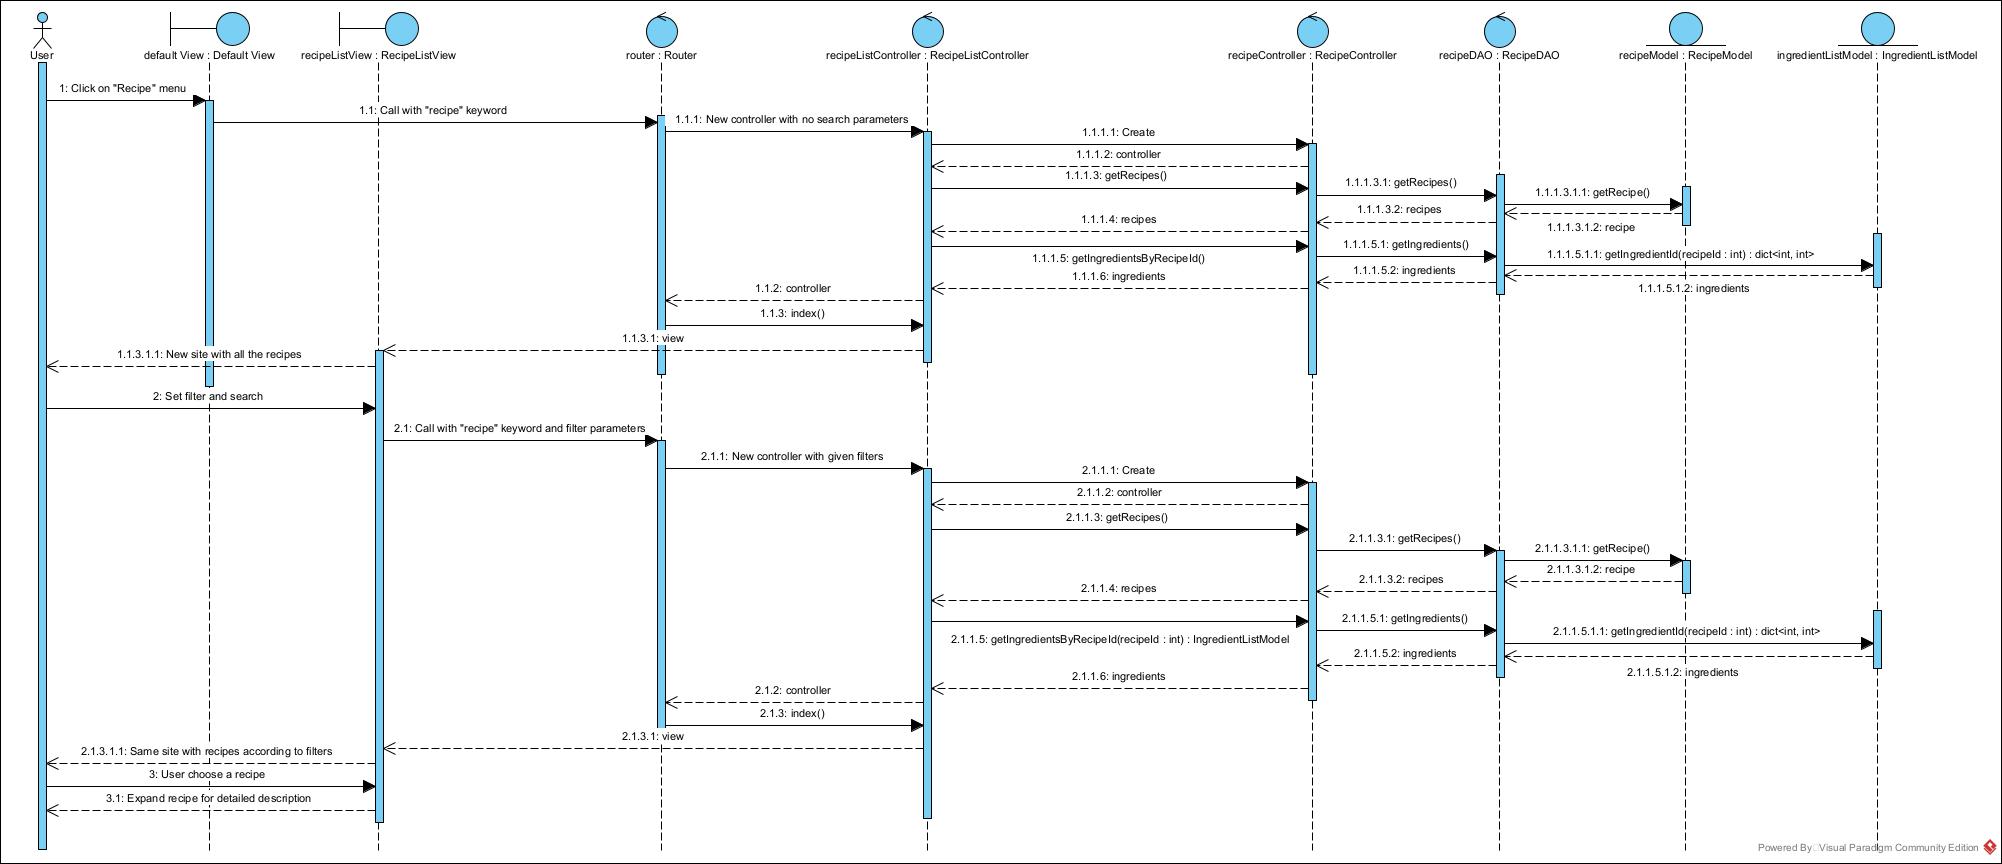 User
default View : Default View
recipeListView : RecipeListView
router : Router
recipeListController : RecipeListController
recipeController : RecipeController
recipeDAO : RecipeDAO
recipeModel : RecipeModel
ingredientListModel : IngredientListModel
1: Click on "Recipe" menu
1.1: Call with "recipe" keyword
1.1.1: New controller with no search parameters
1.1.1.1: Create
1.1.1.2: controller
1.1.1.3: getRecipes()
1.1.1.3.1: getRecipes()
1.1.1.3.1.1: getRecipe()
1.1.1.3.2: recipes
1.1.1.4: recipes
1.1.1.3.1.2: recipe
1.1.1.5.1: getIngredients()
1.1.1.5: getIngredientsByRecipeId()
1.1.1.5.1.1: getIngredientId(recipeId : int) : dict<int, int>
1.1.1.5.2: ingredients
1.1.1.6: ingredients
1.1.1.5.1.2: ingredients
1.1.2: controller
1.1.3: index()
1.1.3.1: view
1.1.3.1.1: New site with all the recipes
2: Set filter and search
2.1: Call with "recipe" keyword and filter parameters
2.1.1: New controller with given filters
2.1.1.1: Create
2.1.1.2: controller
2.1.1.3: getRecipes()
2.1.1.3.1: getRecipes()
2.1.1.3.1.1: getRecipe()
2.1.1.3.1.2: recipe
2.1.1.3.2: recipes
2.1.1.4: recipes
2.1.1.5.1: getIngredients()
2.1.1.5.1.1: getIngredientId(recipeId : int) : dict<int, int>
2.1.1.5: getIngredientsByRecipeId(recipeId : int) : IngredientListModel
2.1.1.5.2: ingredients
2.1.1.5.1.2: ingredients
2.1.1.6: ingredients
2.1.2: controller
2.1.3: index()
2.1.3.1: view
2.1.3.1.1: Same site with recipes according to filters
3: User choose a recipe
3.1: Expand recipe for detailed description
Powered By Visual Paradigm Community Edition